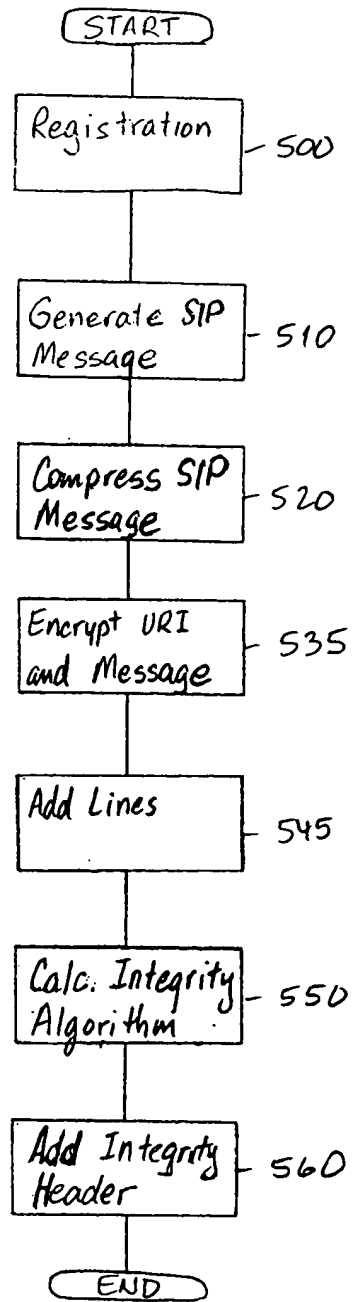 START
Registration
500
Generate SIP
Message
510
Compress SIP
Message
520
Encrypt URI
and Message
535
Add Lines
545
Calc. Integrity
Algorithm
550
Add Integrity
Header
560
END